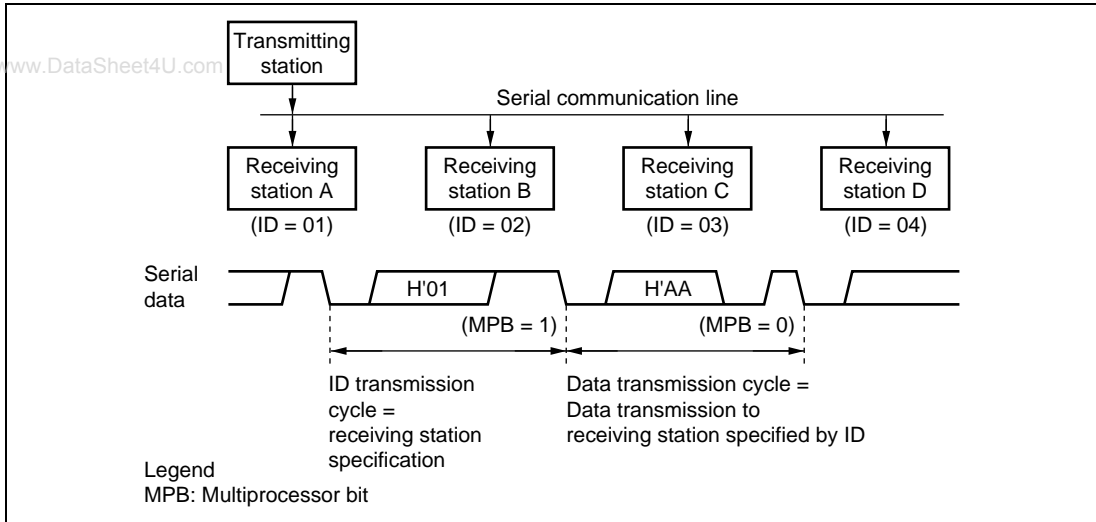 Transmitting
station
www.DataSheet4U.com
Serial communication line
Receiving
station A
(ID = 01)
Receiving
station B
(ID = 02)
Receiving
station C
(ID = 03)
Receiving
station D
(ID = 04)
Serial
data
H'01
H'AA
(MPB = 1)
(MPB = 0)
ID transmission
cycle =
receiving station
specification
Data transmission cycle =
Data transmission to
receiving station specified by ID
Legend
MPB: Multiprocessor bit